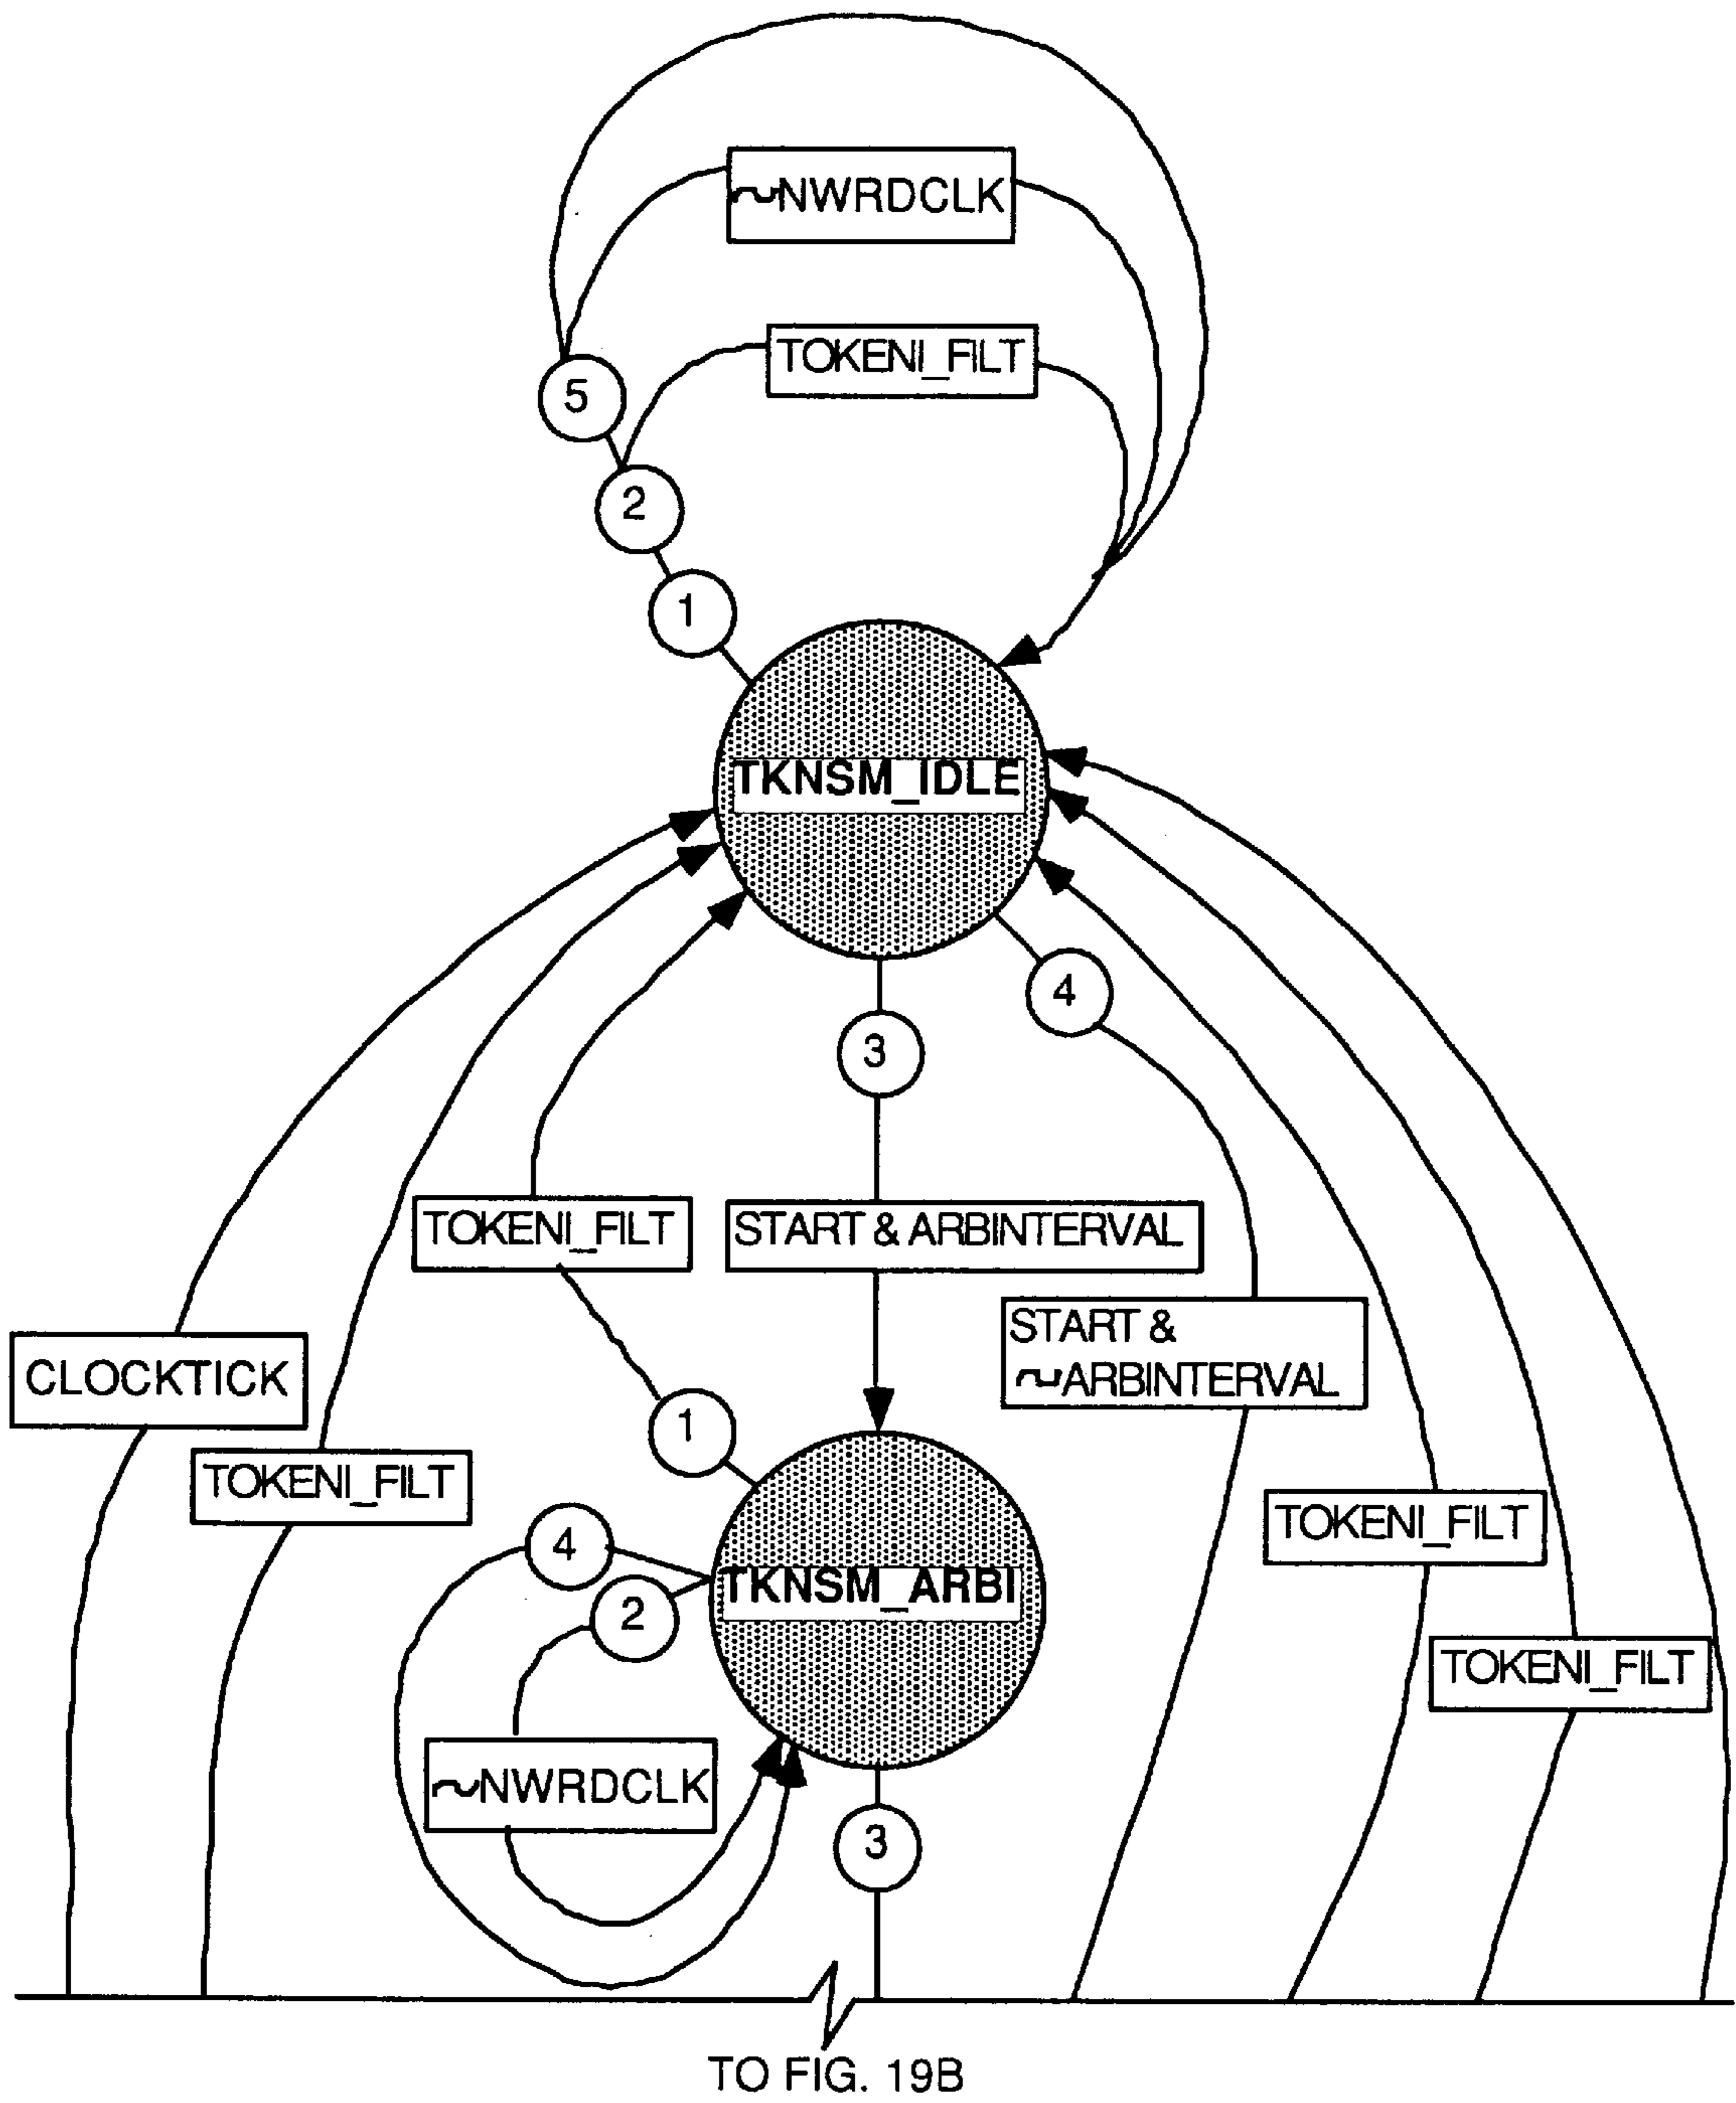 ~NWRDCLK
TOKENI_FILT
5
2
1
TKNSM_IDLE
4
3
TOKENI_FILT
START & ARBINTERVAL
START &
~ARBINTERVAL
CLOCKTICK
1
TOKENI_FILT
TOKENI_FILT
4
TKNSM_ARBI
2
TOKENI_FILT
~NWRDCLK
3
TO FIG. 19B